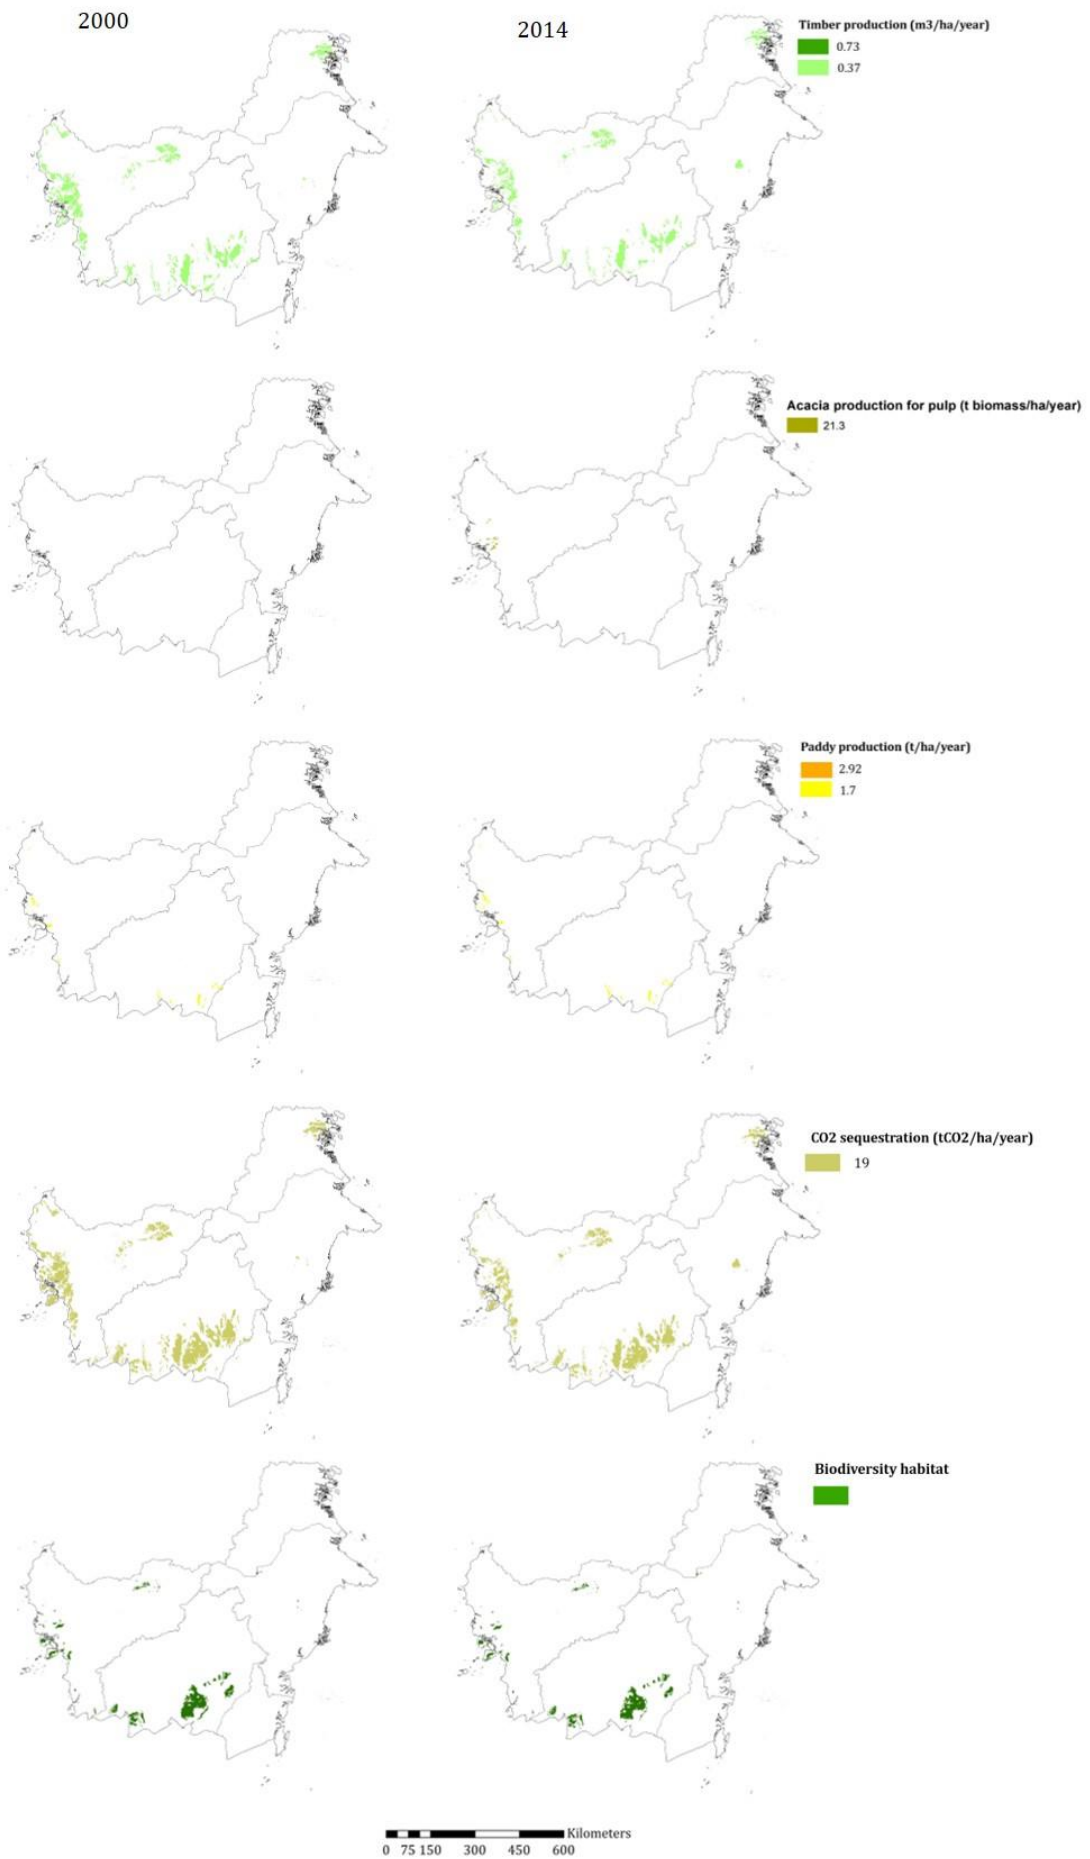 2000
2014
Timber production (m3/ha/year)
0.73
0.37
Acacia production for pulp (t biomass/ha/year)
21.3
Paddy production (t/ha/year)
2.92
1.7
CO2 sequestration (tCO2/ha/year)
19
Biodiversity habitat
Kilometers
0 75 150 300 450 600